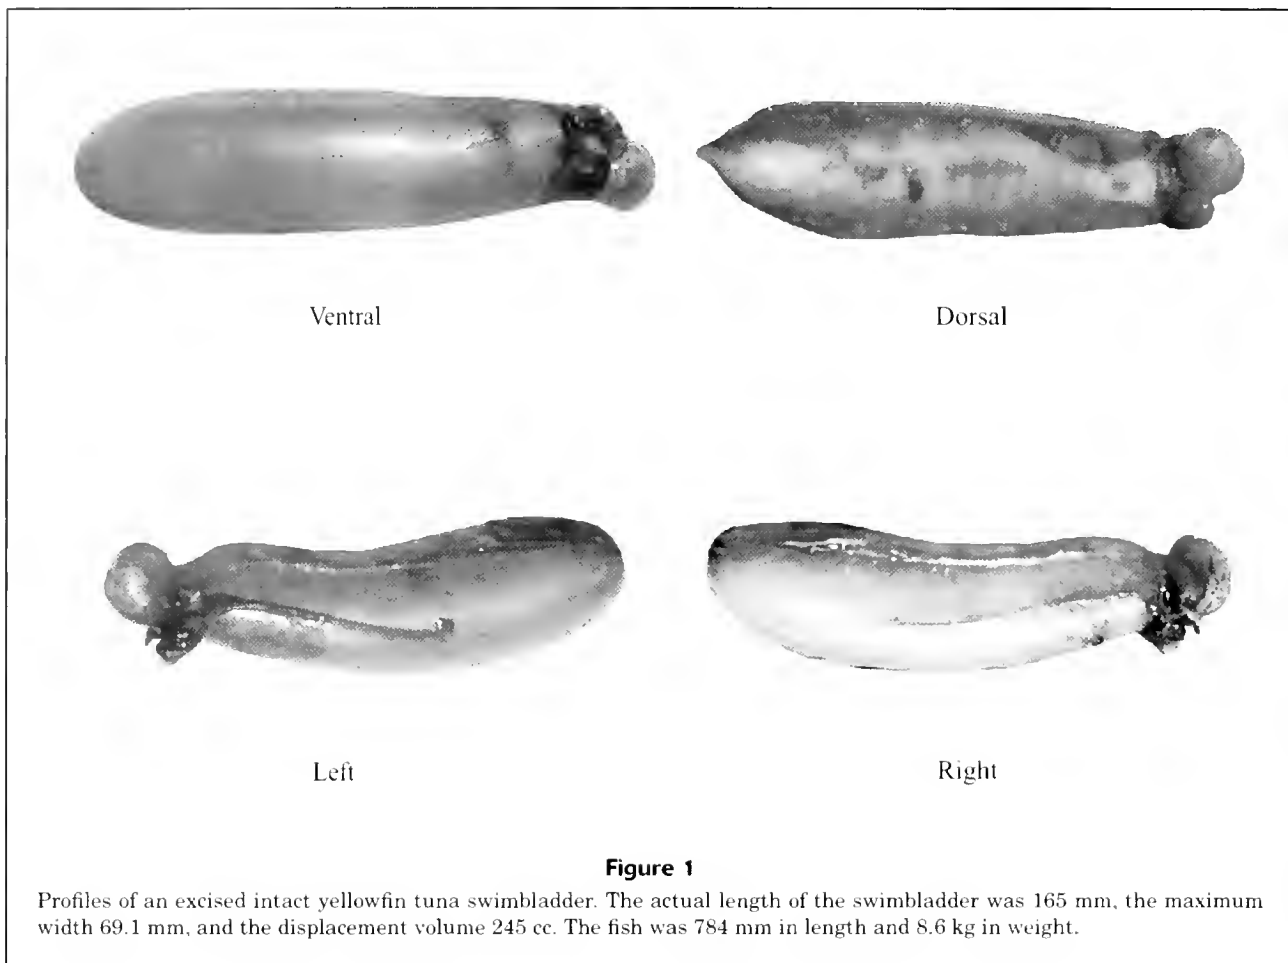 Ventral
Dorsal
Left
Right
Figure 1
Profiles of an excised intact yellowfin tuna swimbladder. The actual length of the swimbladder was 165 mm, the maximum
width 69.1 mm, and the displacement volume 245 cc. The fish was 784 mm in length and 8.6 kg in weight.